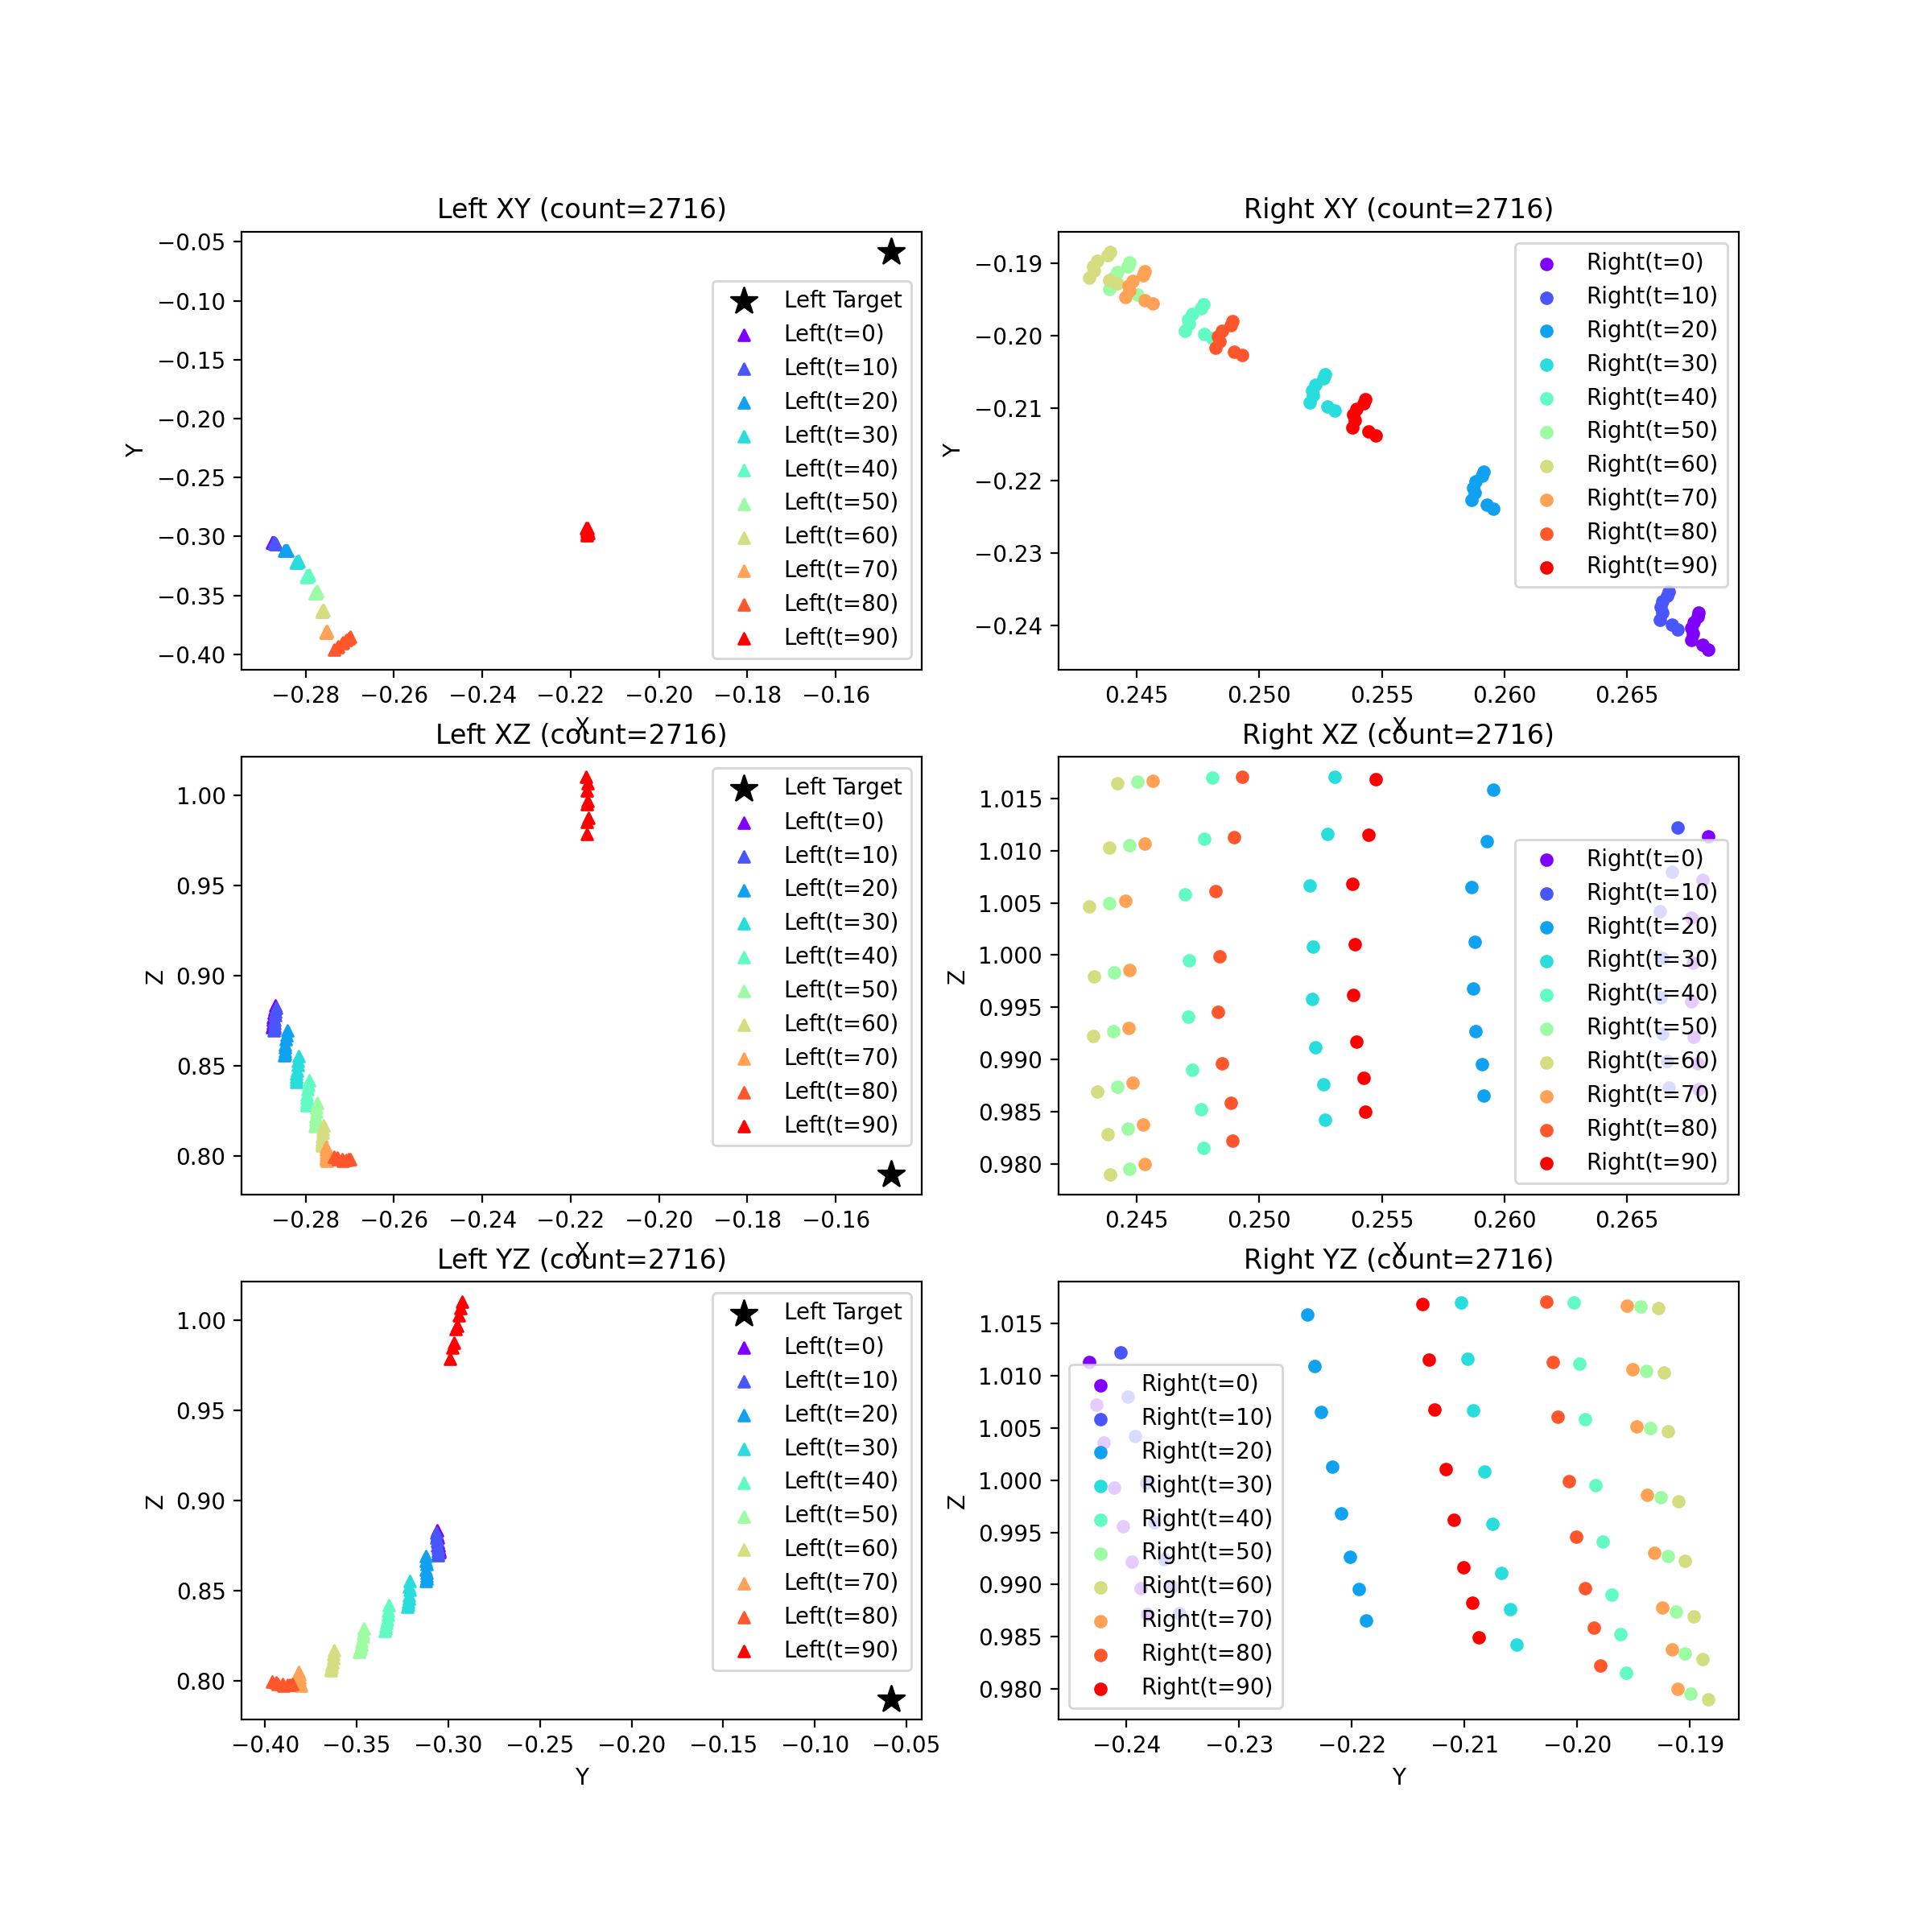 Left XY (count=2716)
−0.05
−0.10
−0.15
−0.20
−0.25
−0.30
−0.35
−0.40
Y
−0.28
−0.26
−0.24
−0.22
−0.20
−0.18
−0.16
X
Left Target
Left(t=0)
Left(t=10)
Left(t=20)
Left(t=30)
Left(t=40)
Left(t=50)
Left(t=60)
Left(t=70)
Left(t=80)
Left(t=90)
Right XY (count=2716)
−0.19
−0.20
−0.21
−0.22
−0.23
−0.24
Y
0.245
0.250
0.255
0.260
0.265
X
Right(t=0)
Right(t=10)
Right(t=20)
Right(t=30)
Right(t=40)
Right(t=50)
Right(t=60)
Right(t=70)
Right(t=80)
Right(t=90)
Left XZ (count=2716)
1.00
0.95
0.90
0.85
0.80
Z
−0.28
−0.26
−0.24
−0.22
−0.20
−0.18
−0.16
X
Left Target
Left(t=0)
Left(t=10)
Left(t=20)
Left(t=30)
Left(t=40)
Left(t=50)
Left(t=60)
Left(t=70)
Left(t=80)
Left(t=90)
Right XZ (count=2716)
1.015
1.010
1.005
1.000
0.995
0.990
0.985
0.980
Z
0.245
0.250
0.255
0.260
0.265
X
Right(t=0)
Right(t=10)
Right(t=20)
Right(t=30)
Right(t=40)
Right(t=50)
Right(t=60)
Right(t=70)
Right(t=80)
Right(t=90)
Left YZ (count=2716)
1.00
0.95
0.90
0.85
0.80
Z
−0.40
−0.35
−0.30
−0.25
−0.20
−0.15
−0.10
−0.05
Y
Left Target
Left(t=0)
Left(t=10)
Left(t=20)
Left(t=30)
Left(t=40)
Left(t=50)
Left(t=60)
Left(t=70)
Left(t=80)
Left(t=90)
Right YZ (count=2716)
1.015
1.010
1.005
1.000
0.995
0.990
0.985
0.980
Z
−0.24
−0.23
−0.22
−0.21
−0.20
−0.19
Y
Right(t=0)
Right(t=10)
Right(t=20)
Right(t=30)
Right(t=40)
Right(t=50)
Right(t=60)
Right(t=70)
Right(t=80)
Right(t=90)